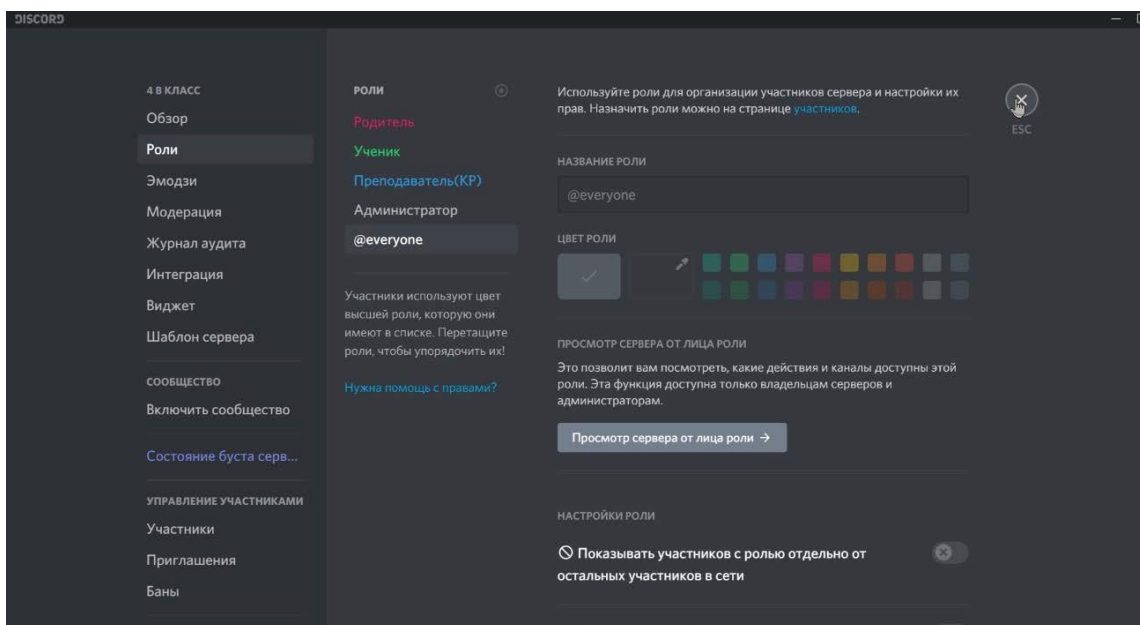 DISCORD
4 В КЛАСС
Обзор
Роли
Эмодзи
Модерация
Журнал аудита
Интеграция
Виджет
Шаблон сервера
СООБЩЕСТВО
Включить сообщество
Состояние буста серв...
УПРАВЛЕНИЕ УЧАСТНИКАМИ
Участники
Приглашения
Баны
РОЛИ
Родитель
Ученик
Преподаватель(КР)
Администратор
@everyone
Участники используют цвет
высшей роли, которую они
имеют в списке. Перетащите
роли, чтобы упорядочить их!
Нужна помощь с правами?
Используйте роли для организации участников сервера и настройки их
прав. Назначить роли можно на странице участников.
НАЗВАНИЕ РОЛИ
@everyone
ЦВЕТ РОЛИ
ПРОСМОТР СЕРВЕРА ОТ ЛИЦА РОЛИ
Это позволит вам посмотреть, какие действия и каналы доступны этой
роли. Эта функция доступна только владельцам серверов и
администраторам.
Просмотр сервера от лица роли →
НАСТРОЙКИ РОЛИ
Показывать участников с ролью отдельно от
остальных участников в сети
ESC